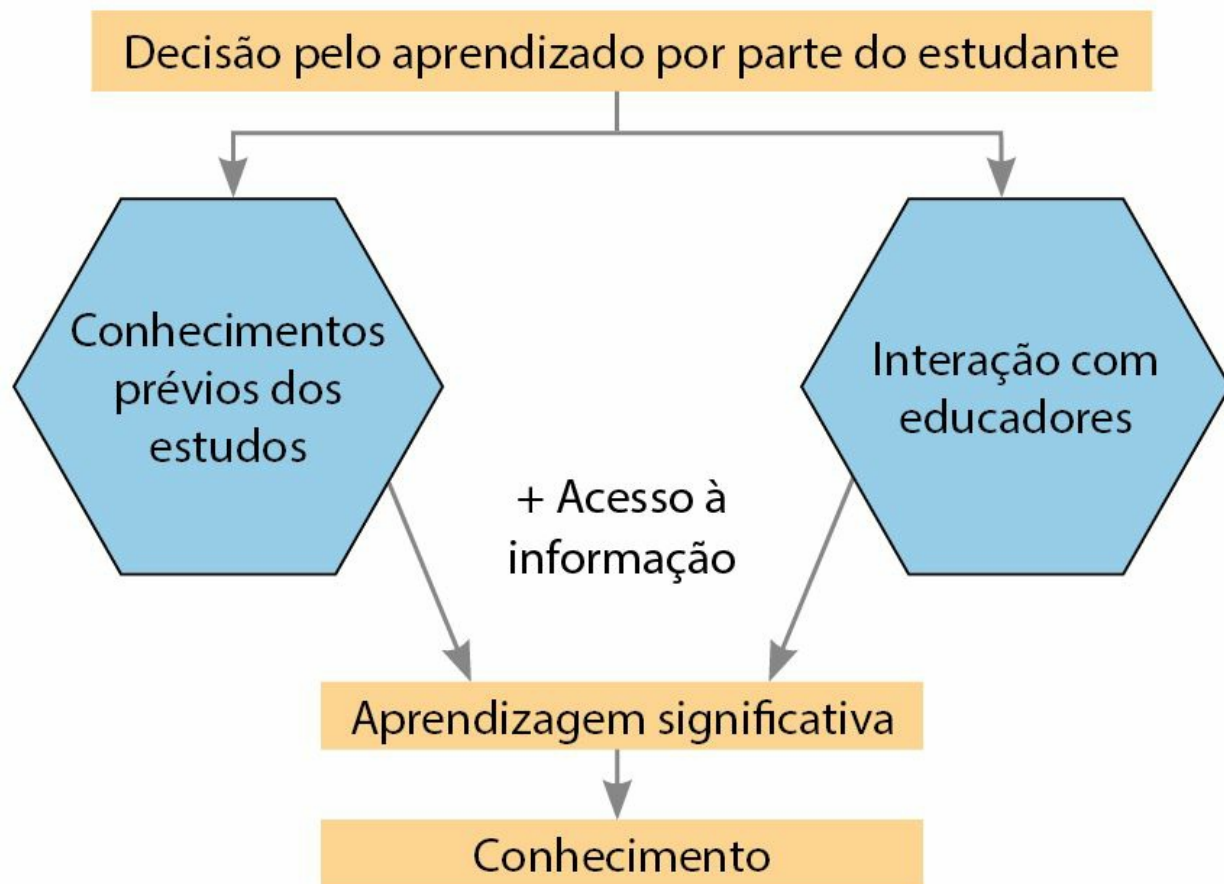 Decisão pelo aprendizado por parte do estudante
Conhecimentos
prévios dos
estudos
Interação com
educadores
+ Acesso à
informação
Aprendizagem significativa
Conhecimento